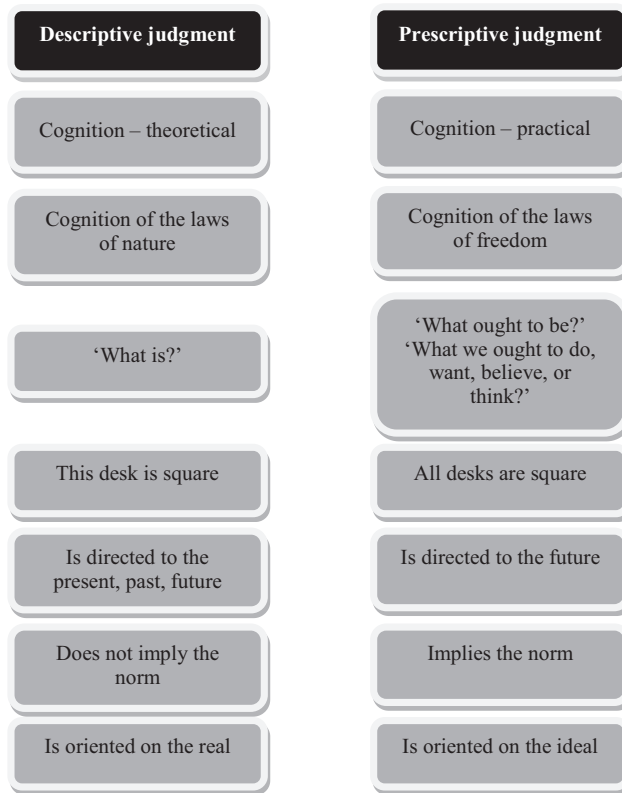 Descriptive judgment
Prescriptive judgment
Cognition – theoretical
Cognition – practical
Cognition of the laws
of nature
Cognition of the laws
of freedom
‘What is?’
‘What ought to be?’
‘What we ought to do,
want, believe, or
think?’
This desk is square
All desks are square
Is directed to the
present, past, future
Is directed to the future
Does not imply the
norm
Implies the norm
Is oriented on the real
Is oriented on the ideal